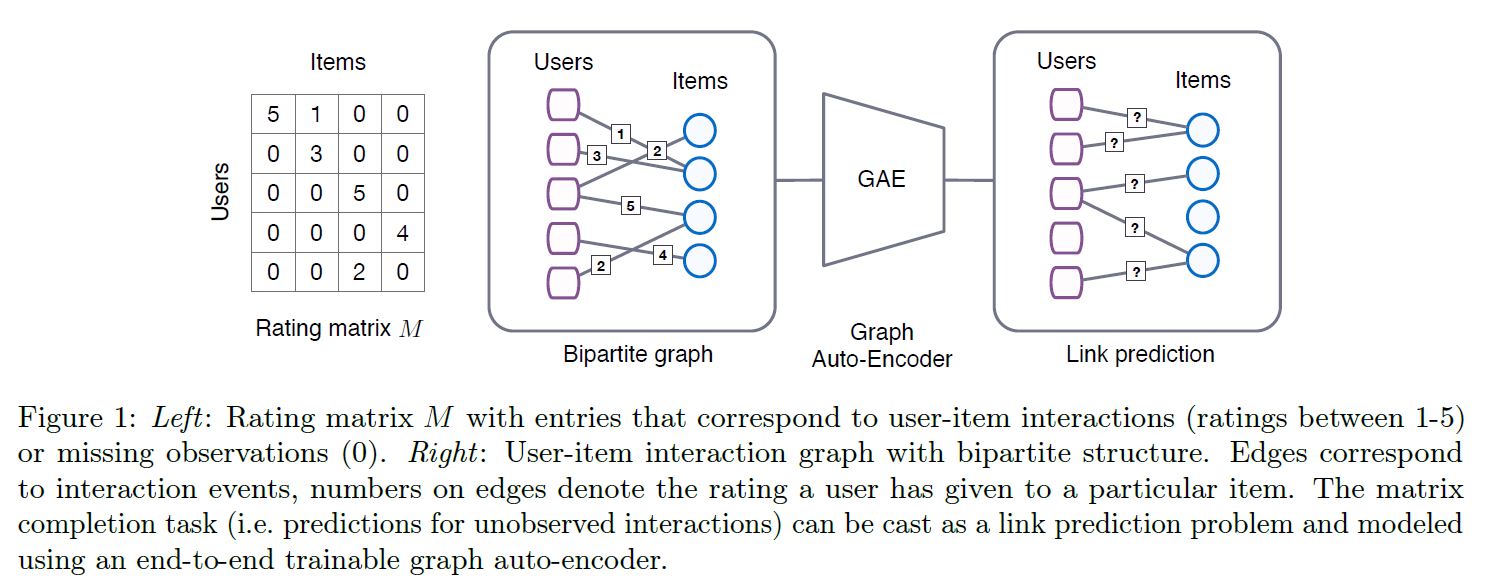 Items
Users
5 1 0 0
0 3 0 0
0 0 5 0
0 0 0 4
0 0 2 0
Rating matrix M
Users
Items
1
2
3
5
4
2
Bipartite graph
GAE
Graph
Auto-Encoder
Users
Items
?
?
?
?
?
Link prediction
Figure 1: Left: Rating matrix M with entries that correspond to user-item interactions (ratings between 1-5)
or missing observations (0). Right: User-item interaction graph with bipartite structure. Edges correspond
to interaction events, numbers on edges denote the rating a user has given to a particular item. The matrix
completion task (i.e. predictions for unobserved interactions) can be cast as a link prediction problem and modeled
using an end-to-end trainable graph auto-encoder.